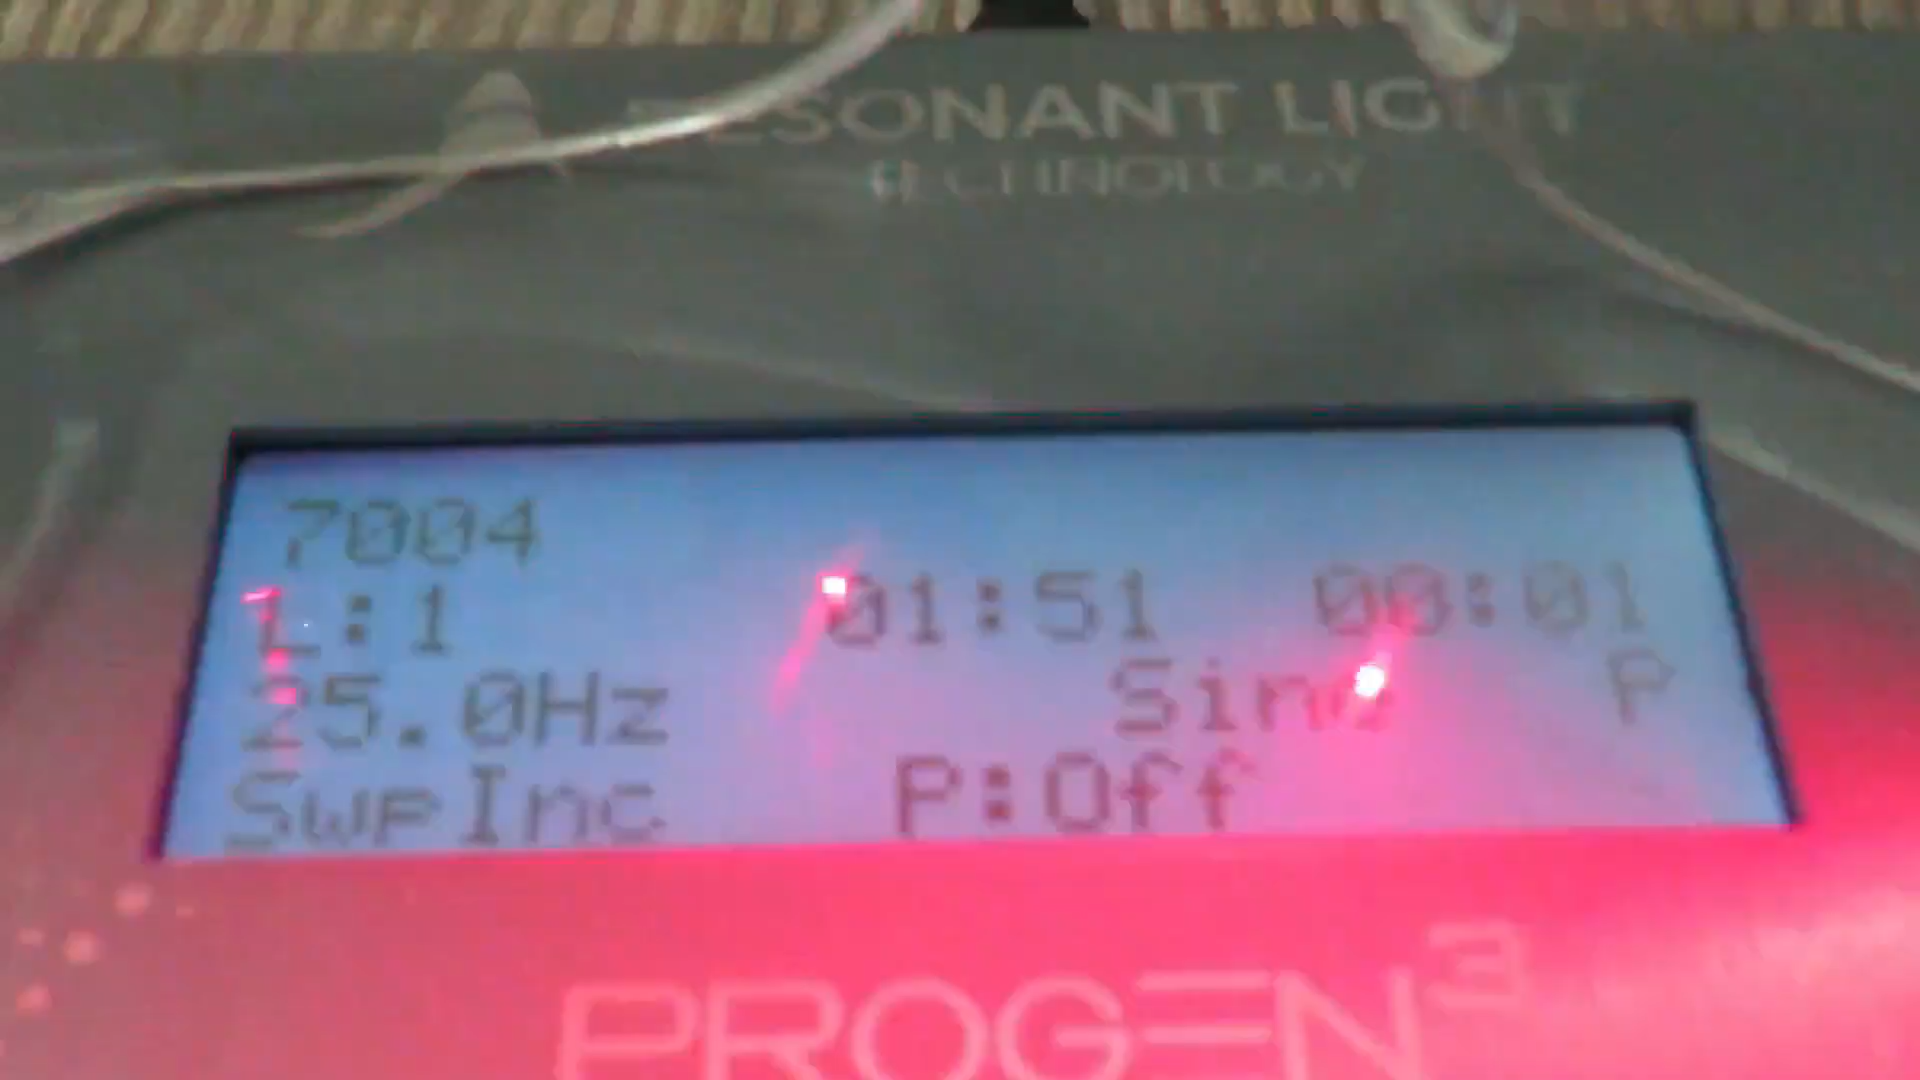 RESONANT LIGHT
TECHNOLOGY
7004
L:1 01:51 00:01
25.0Hz Sine P
SwpInc P:Off
PROGEN³